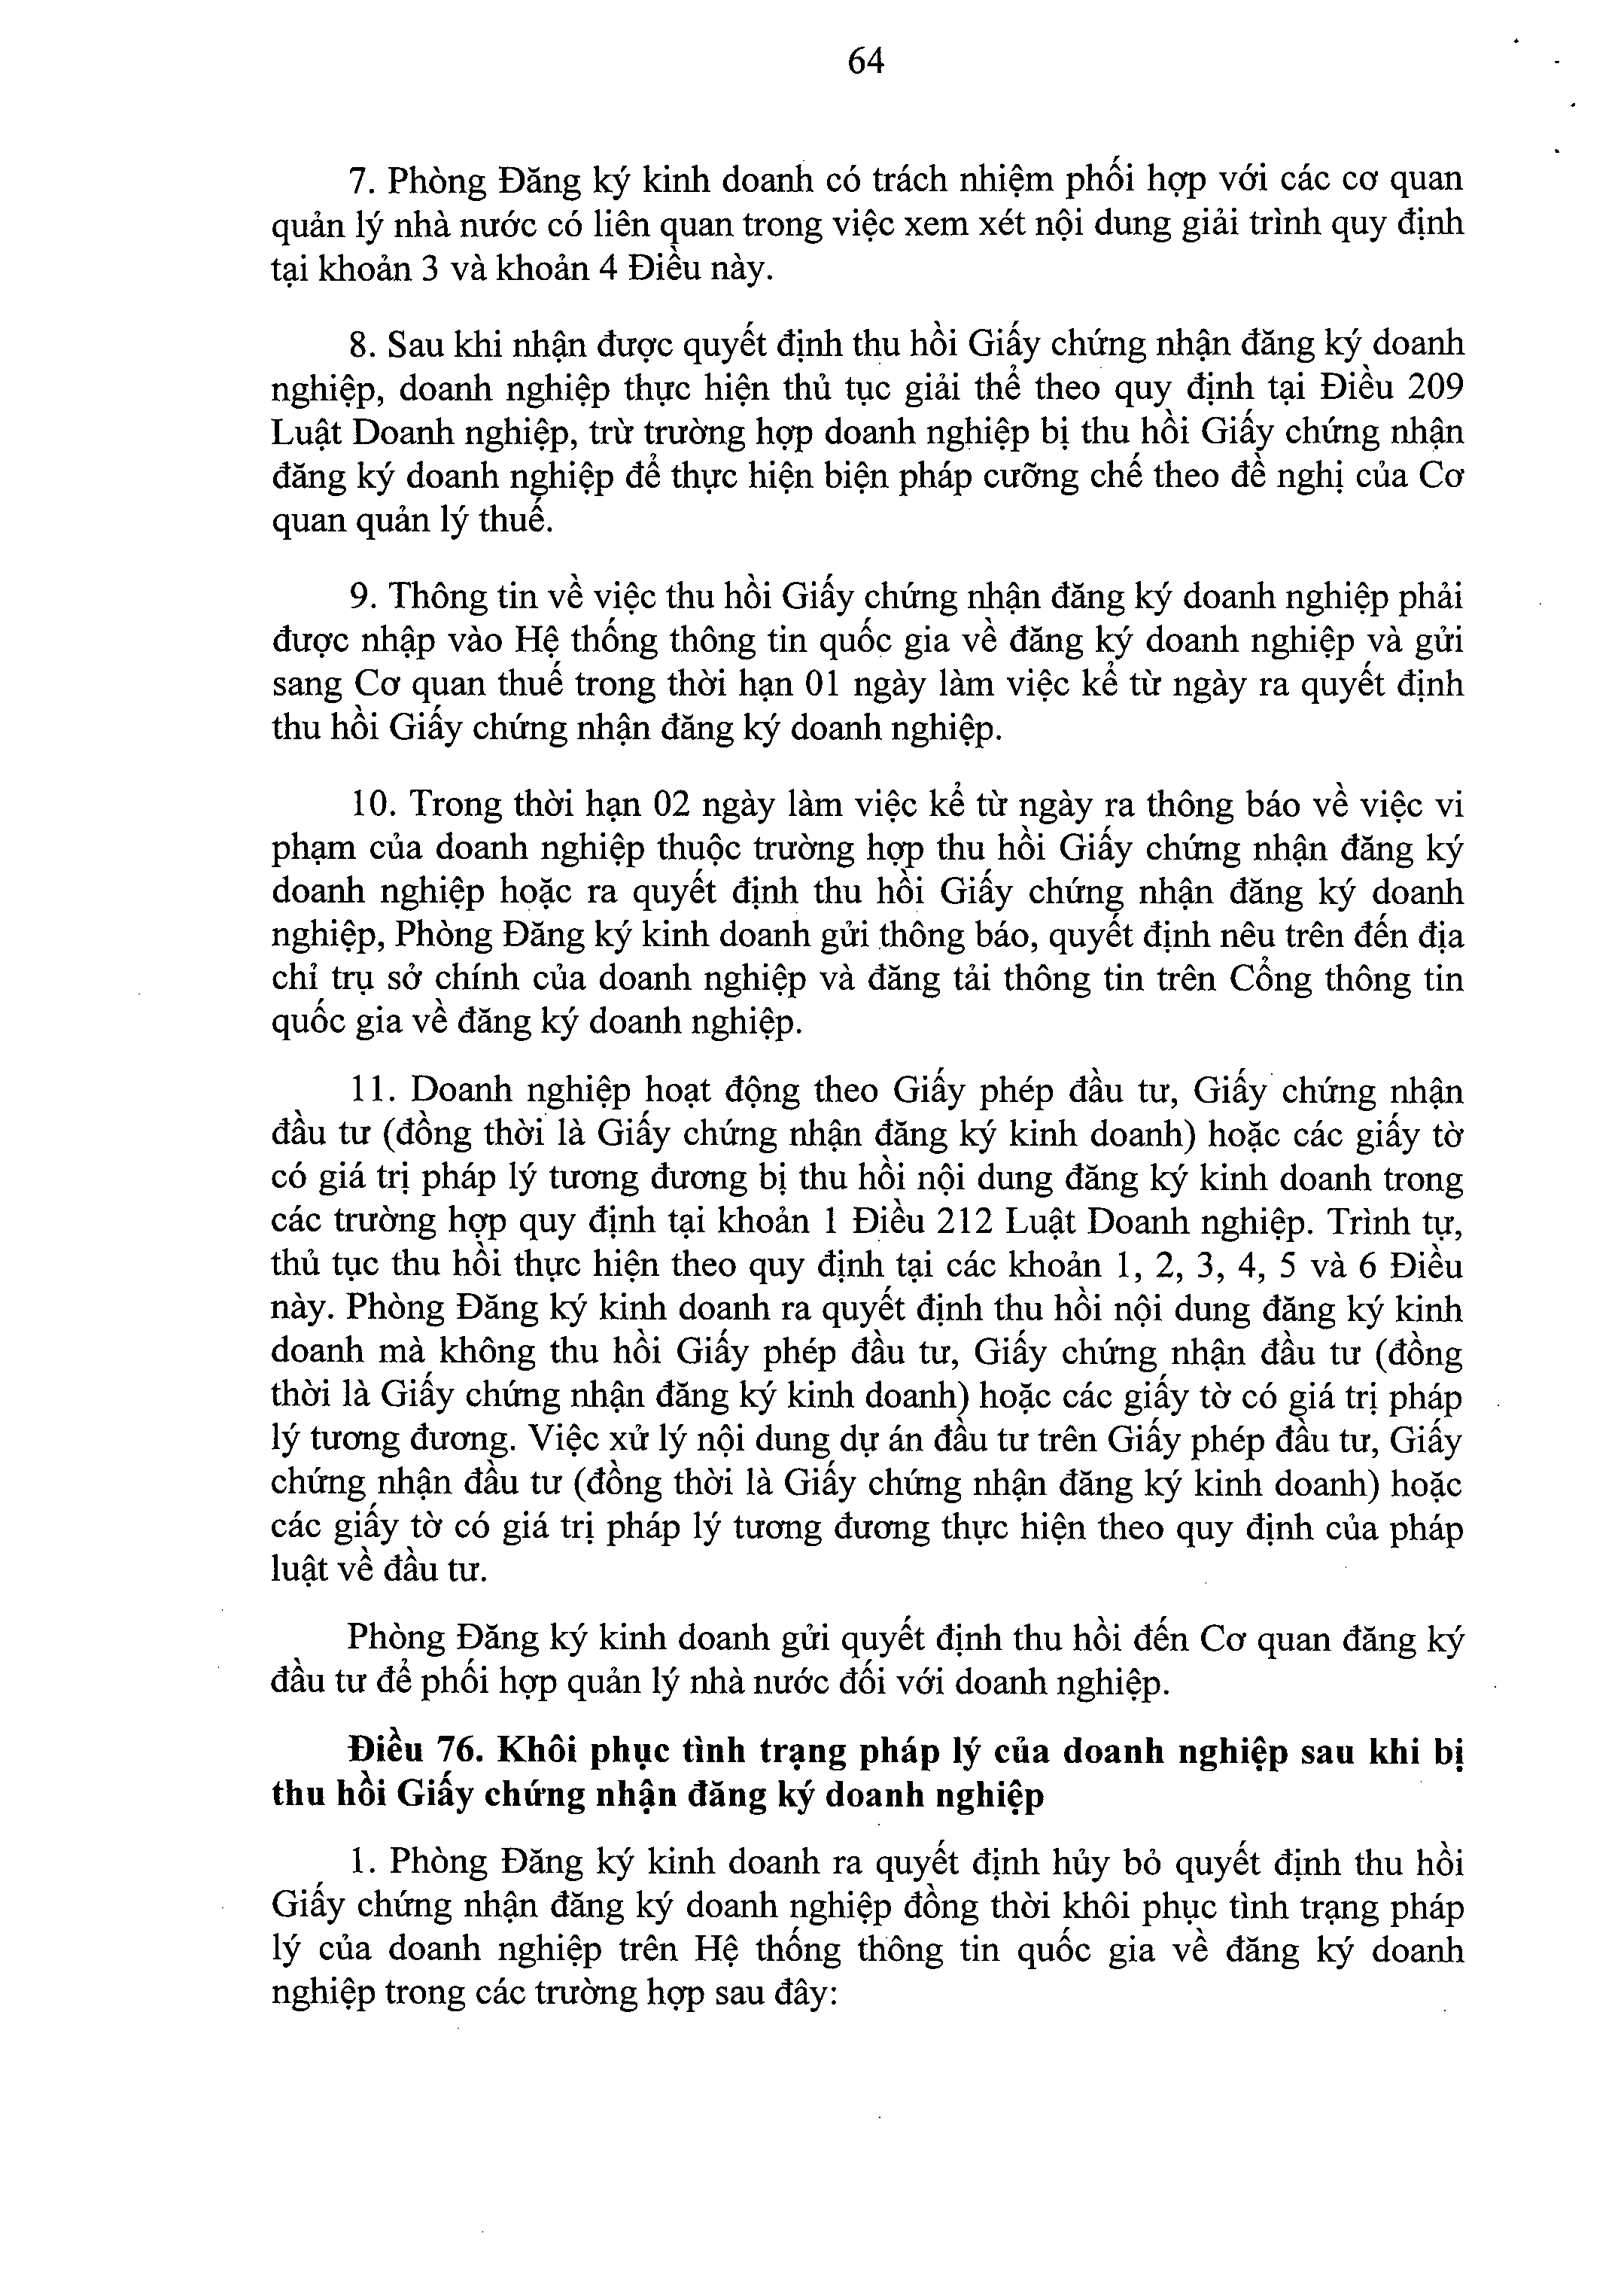 64
7. Phòng Đăng ký kinh doanh có trách nhiệm phối hợp với các cơ quan
quản lý nhà nước có liên quan trong việc xem xét nội dung giải trình quy định
tại khoản 3 và khoản 4 Điều này.
8. Sau khi nhận được quyết định thu hồi Giấy chứng nhận đăng ký doanh
nghiệp, doanh nghiệp thực hiện thủ tục giải thể theo quy định tại Điều 209
Luật Doanh nghiệp, trừ trường hợp doanh nghiệp bị thu hồi Giấy chứng nhận
đăng ký doanh nghiệp để thực hiện biện pháp cưỡng chế theo đề nghị của Cơ
quan quản lý thuế.
9. Thông tin về việc thu hồi Giấy chứng nhận đăng ký doanh nghiệp phải
được nhập vào Hệ thống thông tin quốc gia về đăng ký doanh nghiệp và gửi
sang Cơ quan thuế trong thời hạn 01 ngày làm việc kể từ ngày ra quyết định
thu hồi Giấy chứng nhận đăng ký doanh nghiệp.
10. Trong thời hạn 02 ngày làm việc kể từ ngày ra thông báo về việc vi
phạm của doanh nghiệp thuộc trường hợp thu hồi Giấy chứng nhận đăng ký
doanh nghiệp hoặc ra quyết định thu hồi Giấy chứng nhận đăng ký doanh
nghiệp, Phòng Đăng ký kinh doanh gửi thông báo, quyết định nêu trên đến địa
chỉ trụ sở chính của doanh nghiệp và đăng tải thông tin trên Cổng thông tin
quốc gia về đăng ký doanh nghiệp.
11. Doanh nghiệp hoạt động theo Giấy phép đầu tư, Giấy chứng nhận
đầu tư (đồng thời là Giấy chứng nhận đăng ký kinh doanh) hoặc các giấy tờ
có giá trị pháp lý tương đương bị thu hồi nội dung đăng ký kinh doanh trong
các trường hợp quy định tại khoản 1 Điều 212 Luật Doanh nghiệp. Trình tự,
thủ tục thu hồi thực hiện theo quy định tại các khoản 1, 2, 3, 4, 5 và 6 Điều
này. Phòng Đăng ký kinh doanh ra quyết định thu hồi nội dung đăng ký kinh
doanh mà không thu hồi Giấy phép đầu tư, Giấy chứng nhận đầu tư (đồng
thời là Giấy chứng nhận đăng ký kinh doanh) hoặc các giấy tờ có giá trị pháp
lý tương đương. Việc xử lý nội dung dự án đầu tư trên Giấy phép đầu tư, Giấy
chứng nhận đầu tư (đồng thời là Giấy chứng nhận đăng ký kinh doanh) hoặc
các giấy tờ có giá trị pháp lý tương đương thực hiện theo quy định của pháp
luật về đầu tư.
Phòng Đăng ký kinh doanh gửi quyết định thu hồi đến Cơ quan đăng ký
đầu tư để phối hợp quản lý nhà nước đối với doanh nghiệp.
Điều 76. Khôi phục tình trạng pháp lý của doanh nghiệp sau khi bị
thu hồi Giấy chứng nhận đăng ký doanh nghiệp
1. Phòng Đăng ký kinh doanh ra quyết định hủy bỏ quyết định thu hồi
Giấy chứng nhận đăng ký doanh nghiệp đồng thời khôi phục tình trạng pháp
lý của doanh nghiệp trên Hệ thống thông tin quốc gia về đăng ký doanh
nghiệp trong các trường hợp sau đây: